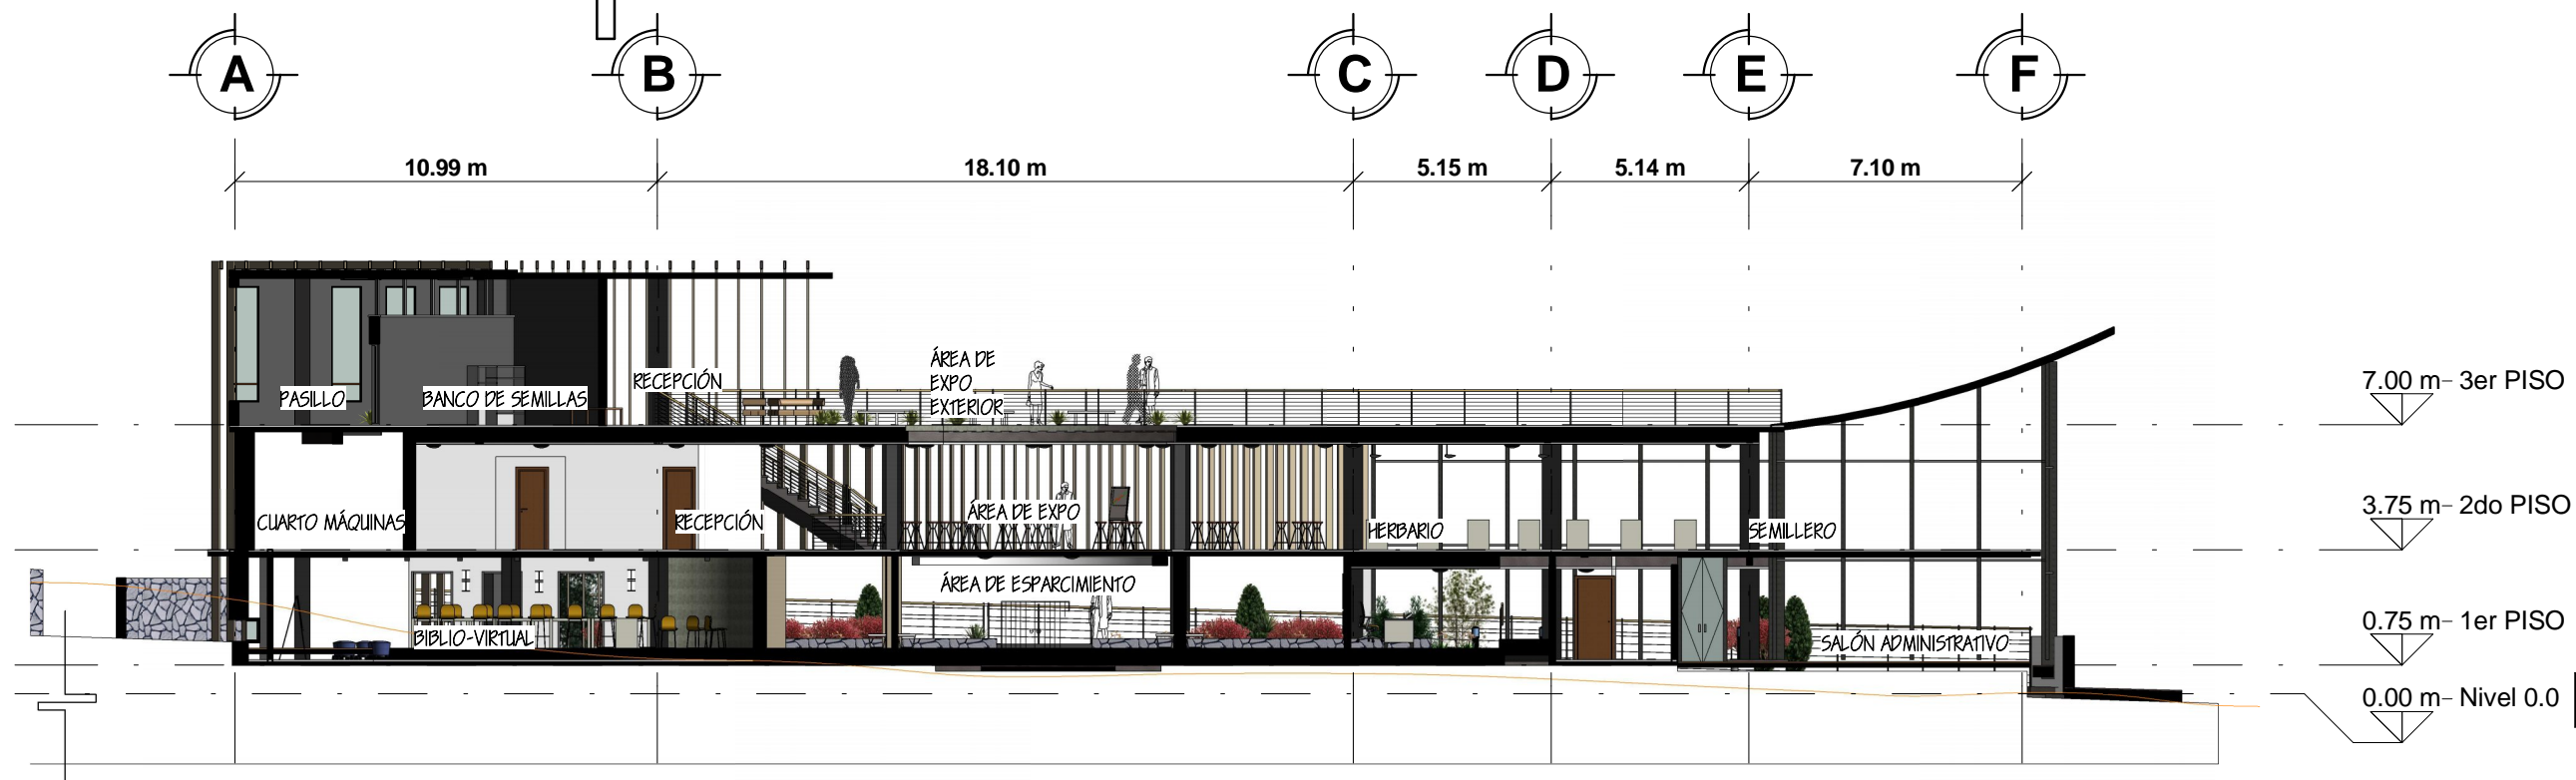 A B C D E F
10.99 m 18.10 m 5.15 m 5.14 m 7.10 m
PASILLO
BANCO DE SEMILLAS
RECEPCIÓN
ÁREA DE
EXPO
EXTERIOR
7.00 m- 3er PISO
CUARTO MÁQUINAS
RECEPCIÓN
ÁREA DE EXPO
HERBARIO
SEMILLERO
3.75 m- 2do PISO
BIBLIO-VIRTUAL
ÁREA DE ESPARCIMIENTO
SALÓN ADMINISTRATIVO
0.75 m- 1er PISO
0.00 m- Nivel 0.0